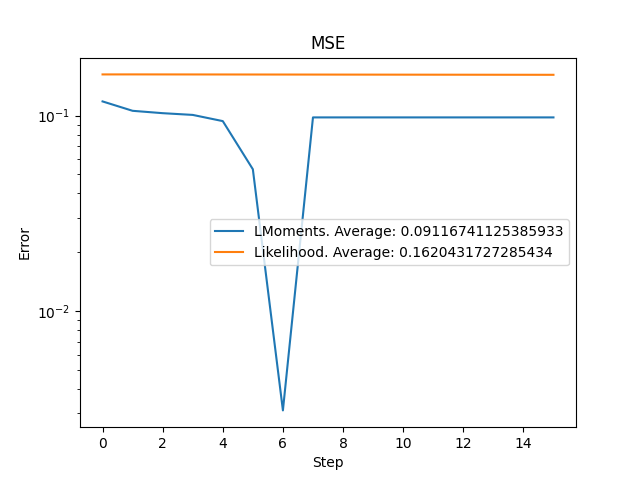 MSE
10⁻¹
10⁻²
Error
LMoments. Average: 0.09116741125385933
Likelihood. Average: 0.1620431727285434
0 2 4 6 8 10 12 14
Step